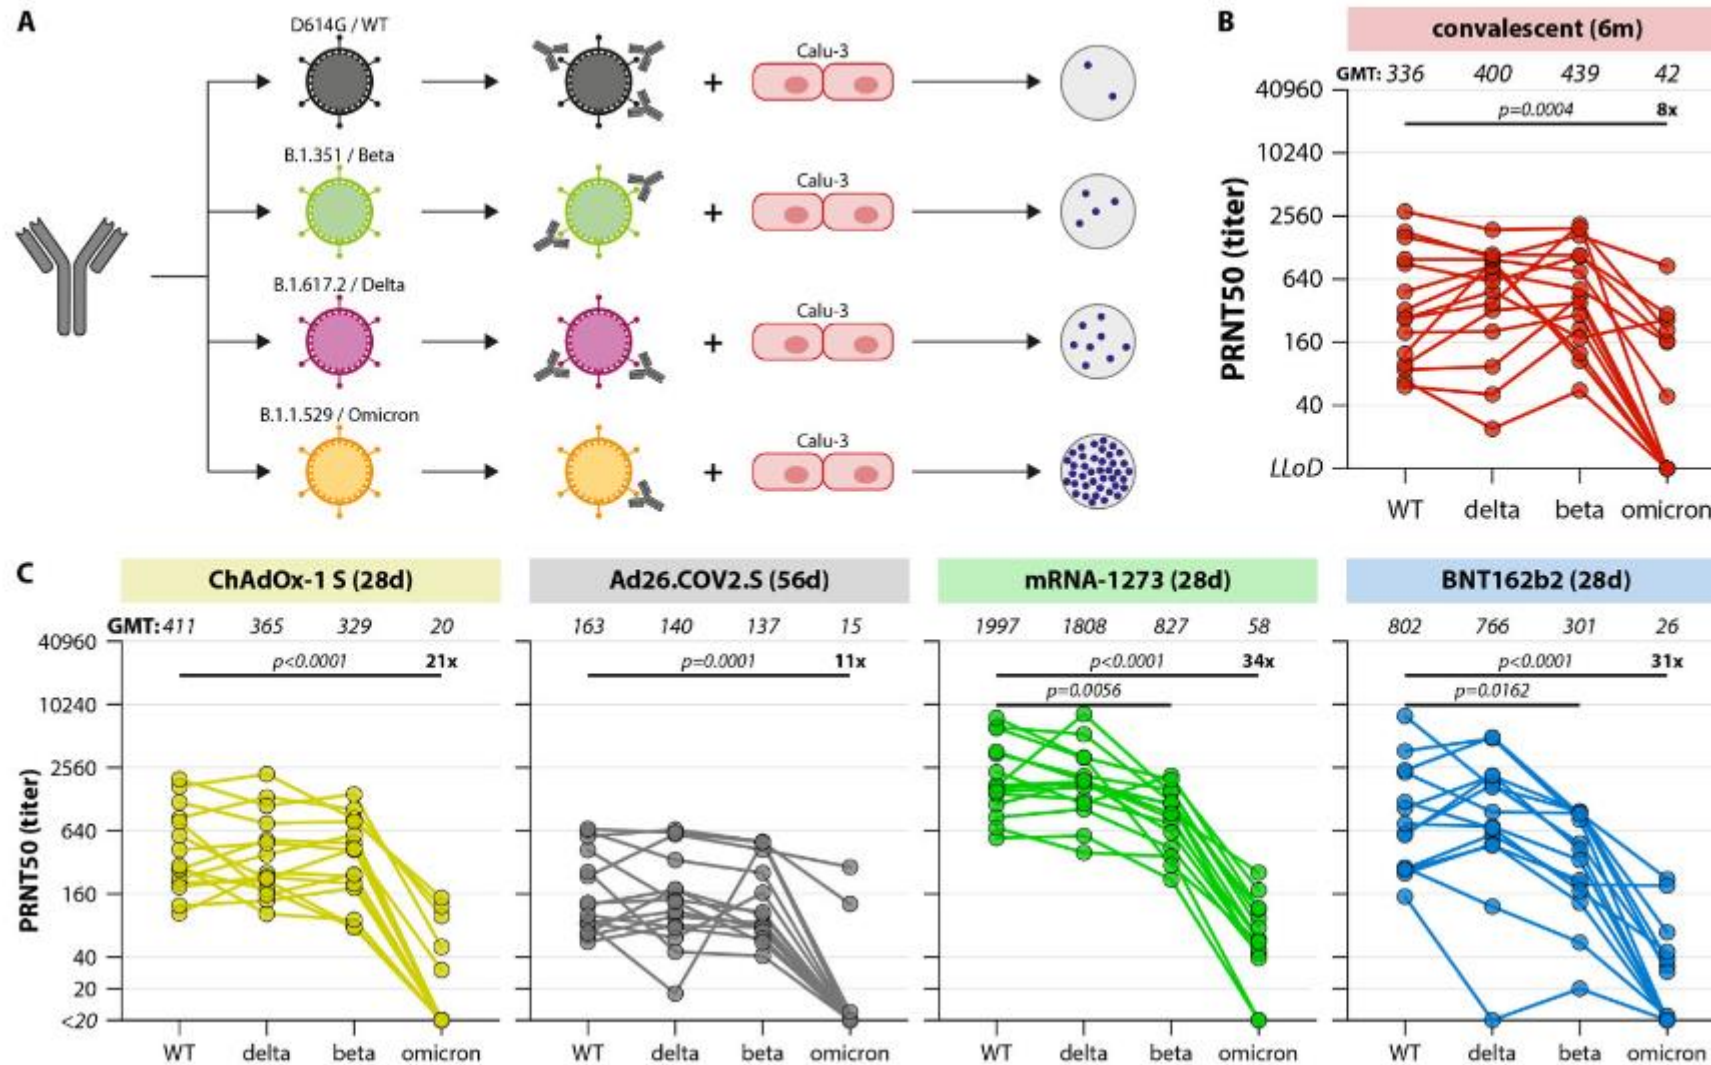 A
D614G / WT
Calu-3
+
B.1.351 / Beta
Calu-3
+
B.1.617.2 / Delta
Calu-3
+
B.1.1.529 / Omicron
Calu-3
+
B
convalescent (6m)
GMT: 336 400 439 42
40960
p=0.0004 8x
10240
2560
640
160
40
LLoD
PRNT50 (titer)
WT delta beta omicron
C
ChAdOx-1 S (28d)
GMT: 411 365 329 20
40960
p<0.0001 21x
10240
2560
640
160
40
20
<20
PRNT50 (titer)
WT delta beta omicron
Ad26.COV2.S (56d)
163 140 137 15
p=0.0001 11x
WT delta beta omicron
mRNA-1273 (28d)
1997 1808 827 58
p<0.0001 34x
p=0.0056
WT delta beta omicron
BNT162b2 (28d)
802 766 301 26
p<0.0001 31x
p=0.0162
WT delta beta omicron